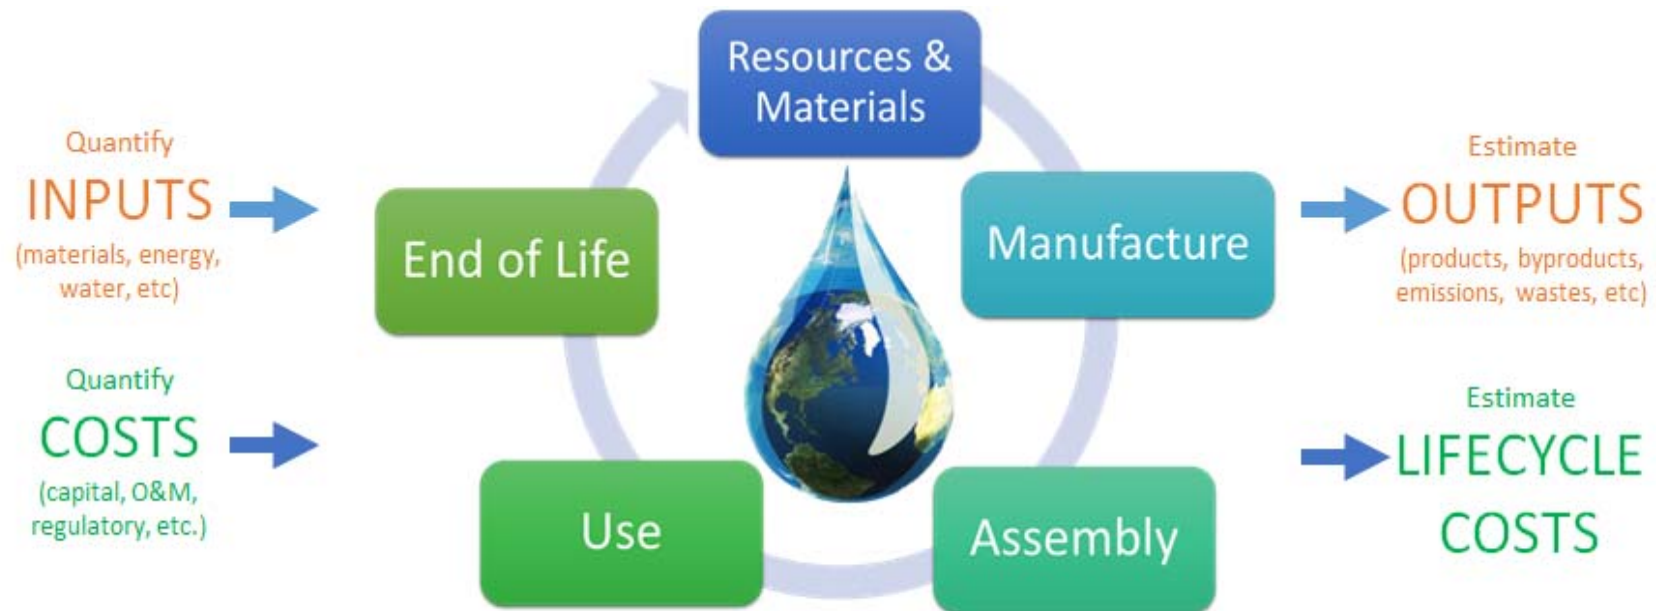 Quantify
INPUTS
(materials, energy,
water, etc)
Quantify
COSTS
(capital, O&M,
regulatory, etc.)
Resources &
Materials
Manufacture
Assembly
Use
End of Life
Estimate
OUTPUTS
(products, byproducts,
emissions, wastes, etc)
Estimate
LIFECYCLE
COSTS